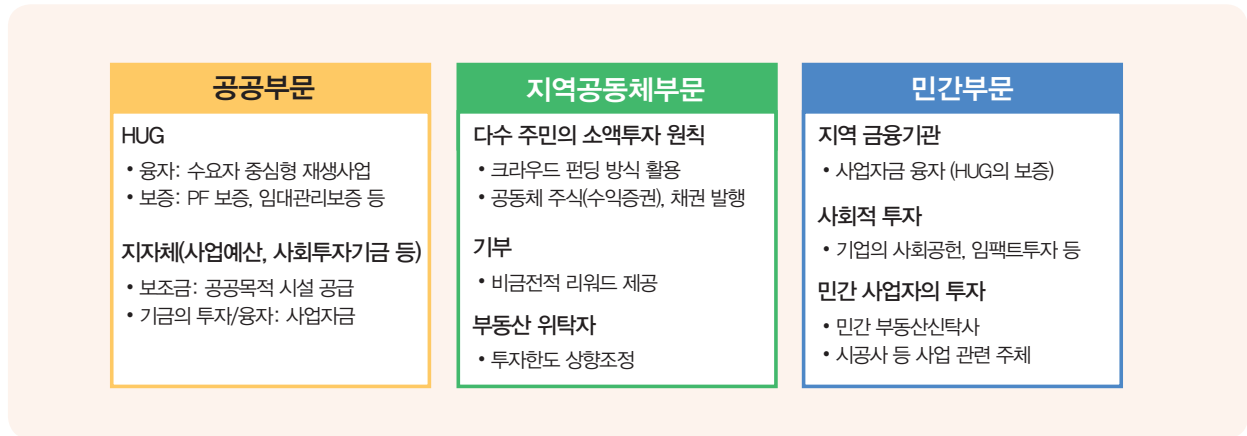 공공부문
HUG
• 융자: 수요자 중심형 재생사업
• 보증: PF 보증, 임대관리보증 등
지자체(사업예산, 사회투자기금 등)
• 보조금: 공공목적 시설 공급
• 기금의 투자/융자: 사업자금
지역공동체부문
다수 주민의 소액투자 원칙
• 크라우드 펀딩 방식 활용
• 공동체 주식(수익증권), 채권 발행
기부
• 비금전적 리워드 제공
부동산 위탁자
• 투자한도 상향조정
민간부문
지역 금융기관
• 사업자금 융자 (HUG의 보증)
사회적 투자
• 기업의 사회공헌, 임팩트투자 등
민간 사업자의 투자
• 민간 부동산신탁사
• 시공사 등 사업 관련 주체